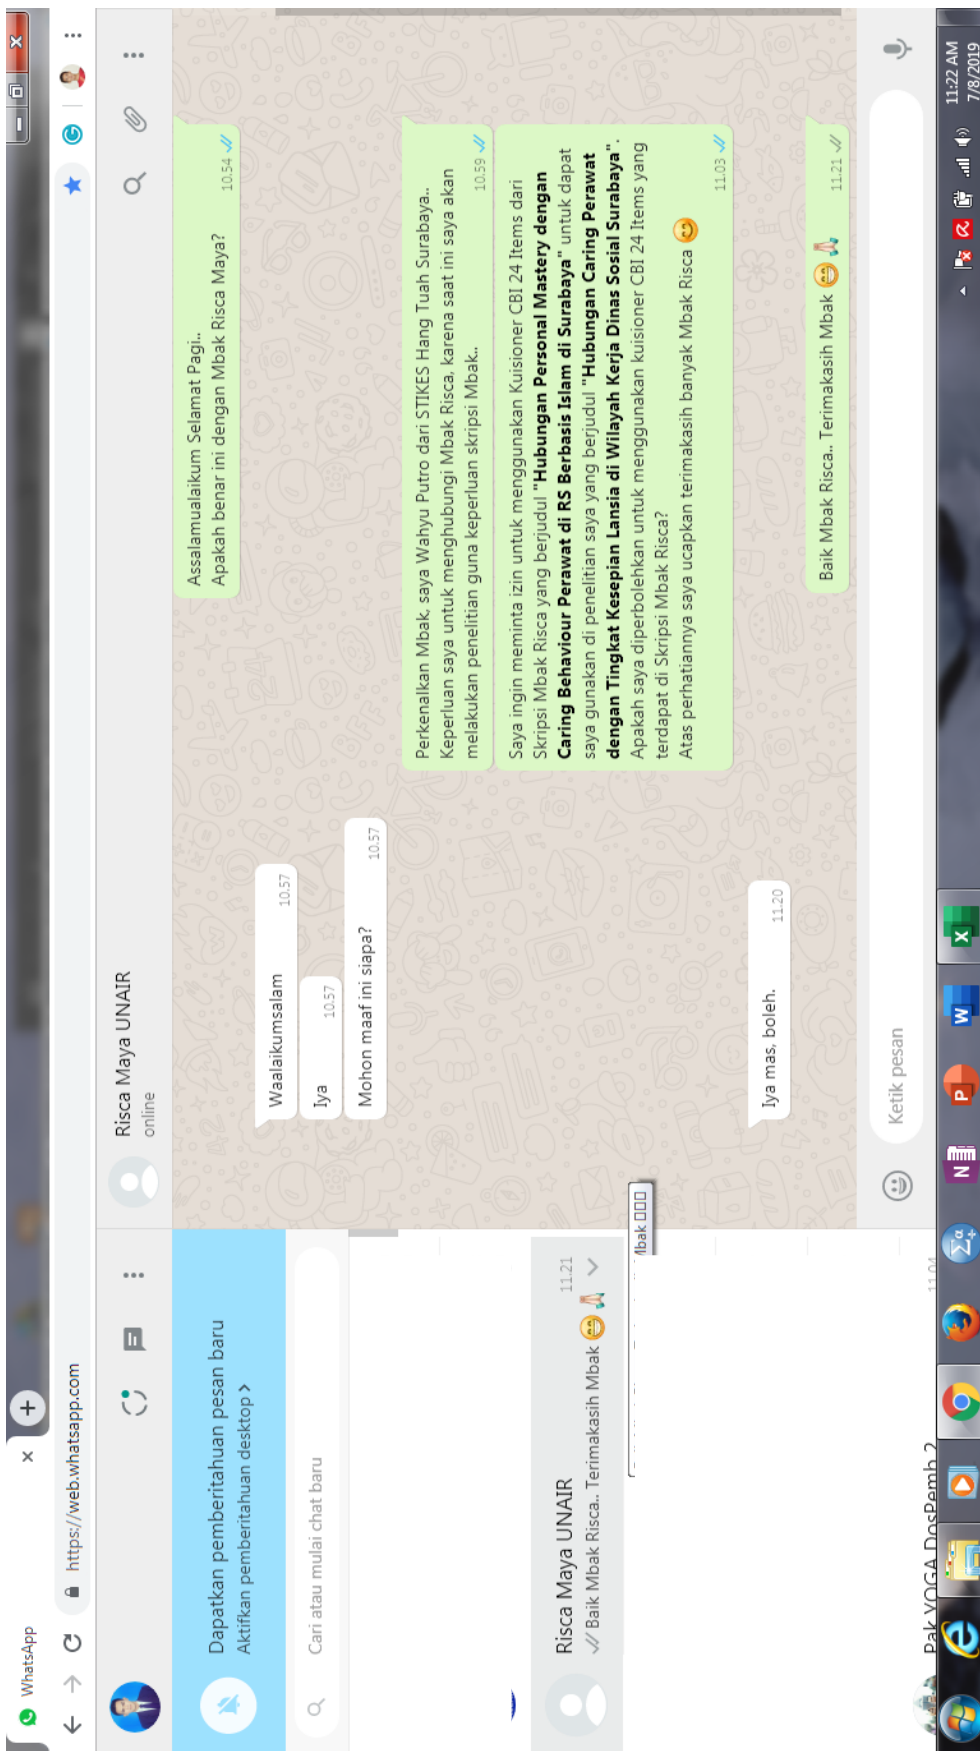 WhatsApp
https://web.whatsapp.com
Dapatkan pemberitahuan pesan baru
Aktifkan pemberitahuan desktop >
Cari atau mulai chat baru
Risca Maya UNAIR
11.21
Baik Mbak Risca.. Terimakasih Mbak 😁🙏
Mbak
Pak YOGA DosPemb 2
11.04
Risca Maya UNAIR
online
Assalamualaikum Selamat Pagi..
Apakah benar ini dengan Mbak Risca Maya?
10.54
Waalaikumsalam
10.57
Iya
10.57
Mohon maaf ini siapa?
10.57
Perkenalkan Mbak, saya Wahyu Putro dari STIKES Hang Tuah Surabaya..
Keperluan saya untuk menghubungi Mbak Risca, karena saat ini saya akan
melakukan penelitian guna keperluan skripsi Mbak..
10.59
Saya ingin meminta izin untuk menggunakan Kuisioner CBI 24 Items dari
Skripsi Mbak Risca yang berjudul "Hubungan Personal Mastery dengan
Caring Behaviour Perawat di RS Berbasis Islam di Surabaya" untuk dapat
saya gunakan di penelitian saya yang berjudul "Hubungan Caring Perawat
dengan Tingkat Kesepian Lansia di Wilayah Kerja Dinas Sosial Surabaya".
Apakah saya diperbolehkan untuk menggunakan kuisioner CBI 24 Items yang
terdapat di Skripsi Mbak Risca?
Atas perhatiannya saya ucapkan terimakasih banyak Mbak Risca 😊
11.03
Iya mas, boleh.
11.20
Baik Mbak Risca.. Terimakasih Mbak 😁🙏
11.21
Ketik pesan
11:22 AM
7/8/2019